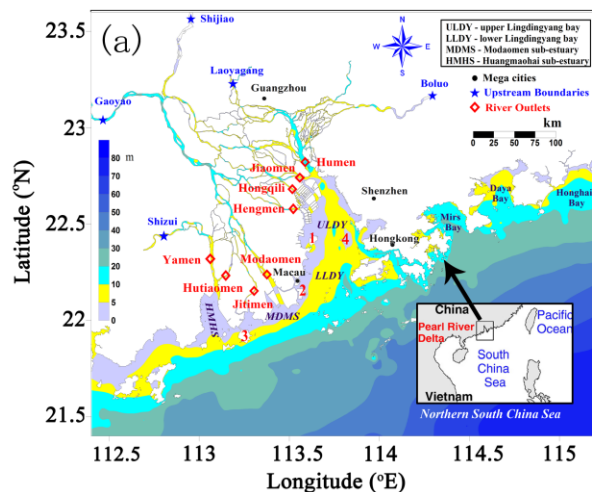 (a)
ULDY - upper Lingdingyang bay
LLDY - lower Lingdingyang bay
MDMS - Modaomen sub-estuary
HMHS - Huangmaohai sub-estuary
Mega cities
Upstream Boundaries
River Outlets
0 50 100
km
N
W E
S
Shijiao
Laoyagang
Guangzhou
Boluo
Gaoyao
Humen
Jiaomen
Hongqili
Hengmen
Shenzhen
Daya
Bay
Honghai
Bay
Mirs
Bay
Hongkong
ULDY
1
4
Shizui
Yamen
Modaomen
Macau
LLDY
Hutiaomen
2
Jitimen
MDMS
HMHS
3
80 m
60
50
40
30
20
10
5
0
China
Pearl River
Delta
Pacific
Ocean
South
China
Sea
Vietnam
Northern South China Sea
23.5
23
22.5
22
21.5
Latitude (oN)
112.5 113 113.5 114 114.5 115
Longitude (oE)